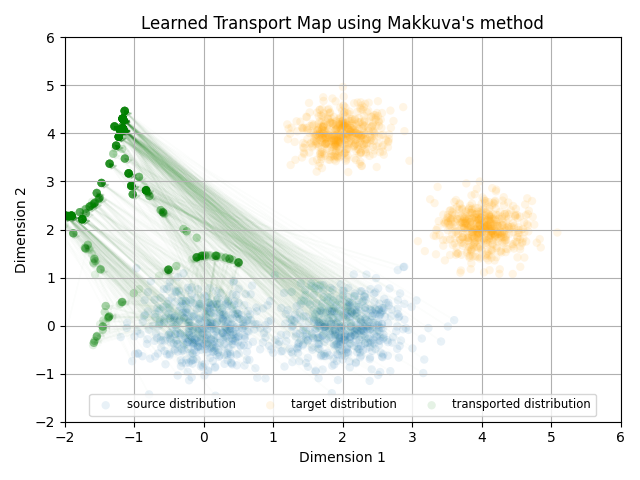 Learned Transport Map using Makkuva's method
6
5
4
3
2
1
0
−1
−2
Dimension 2
source distribution target distribution transported distribution
−2 −1 0 1 2 3 4 5 6
Dimension 1